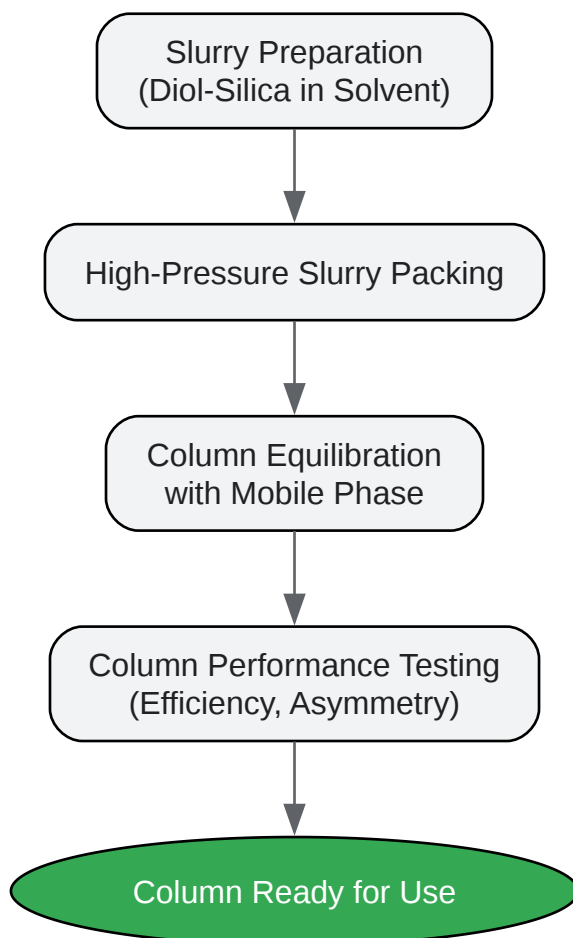 Slurry Preparation
(Diol-Silica in Solvent)
High-Pressure Slurry Packing
Column Equilibration
with Mobile Phase
Column Performance Testing
(Efficiency, Asymmetry)
Column Ready for Use